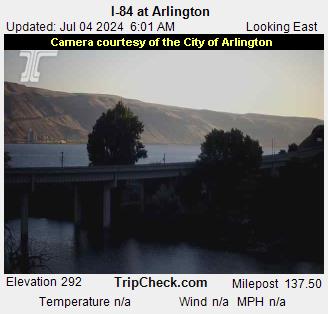 I-84 at Arlington
Updated: Jul 04 2024 6:01 AM Looking East
Camera courtesy of the City of Arlington
Elevation 292 TripCheck.com Milepost 137.50
Temperature n/a Wind n/a MPH n/a